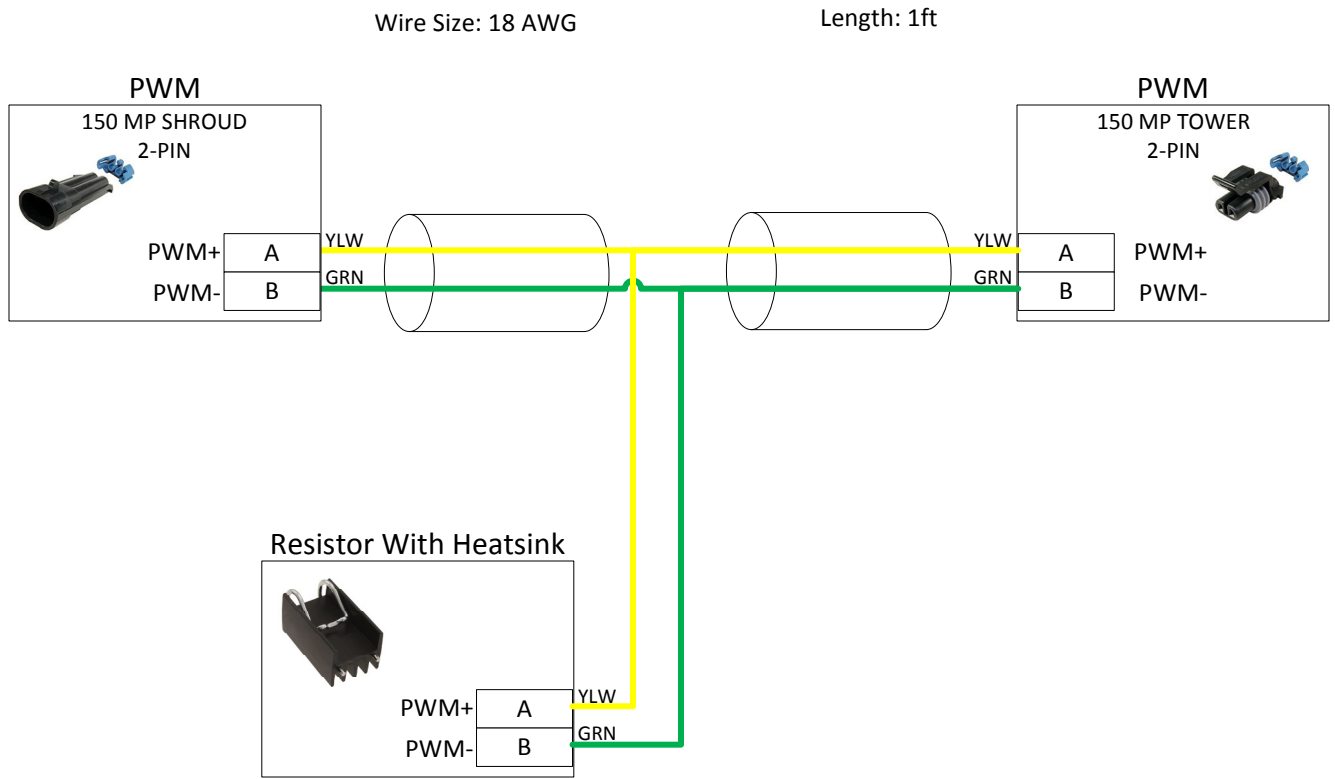 Wire Size: 18 AWG
Length: 1ft
PWM
150 MP SHROUD
2-PIN
PWM+
A
YLW
PWM-
B
GRN
PWM
150 MP TOWER
2-PIN
YLW
A
PWM+
GRN
B
PWM-
Resistor With Heatsink
PWM+
A
YLW
PWM-
B
GRN